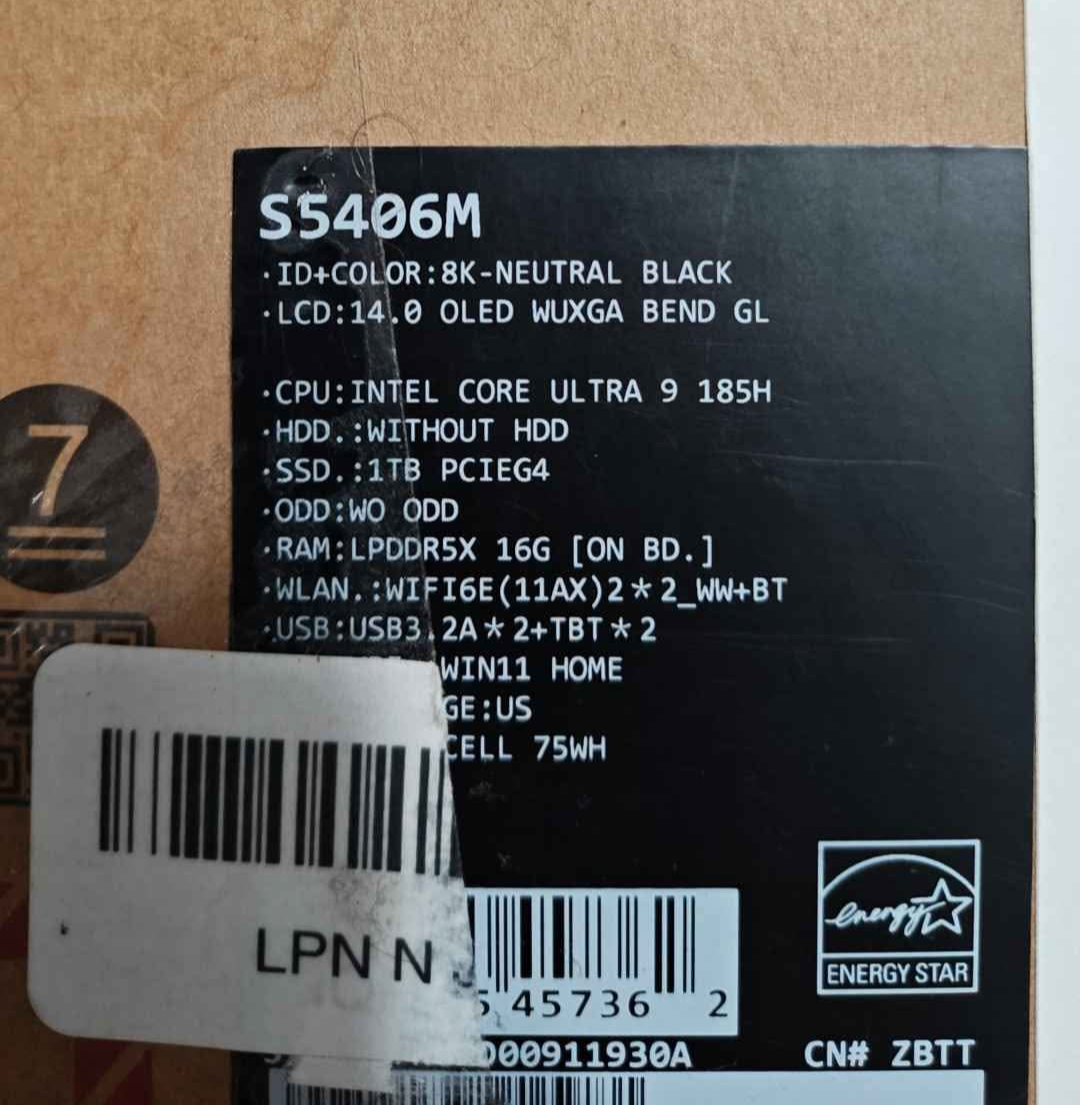 S5406M
·ID+COLOR:8K-NEUTRAL BLACK
·LCD:14.0 OLED WUXGA BEND GL
·CPU:INTEL CORE ULTRA 9 185H
·HDD.:WITHOUT HDD
·SSD.:1TB PCIEG4
·ODD:WO ODD
·RAM:LPDDR5X 16G [ON BD.]
·WLAN.:WIFI6E(11AX)2*2_WW+BT
·USB:USB3.2A*2+TBT*2
WIN11 HOME
GE:US
CELL 75WH
7
LPN N
45736 2
energy
ENERGY STAR
00911930A
CN# ZBTT